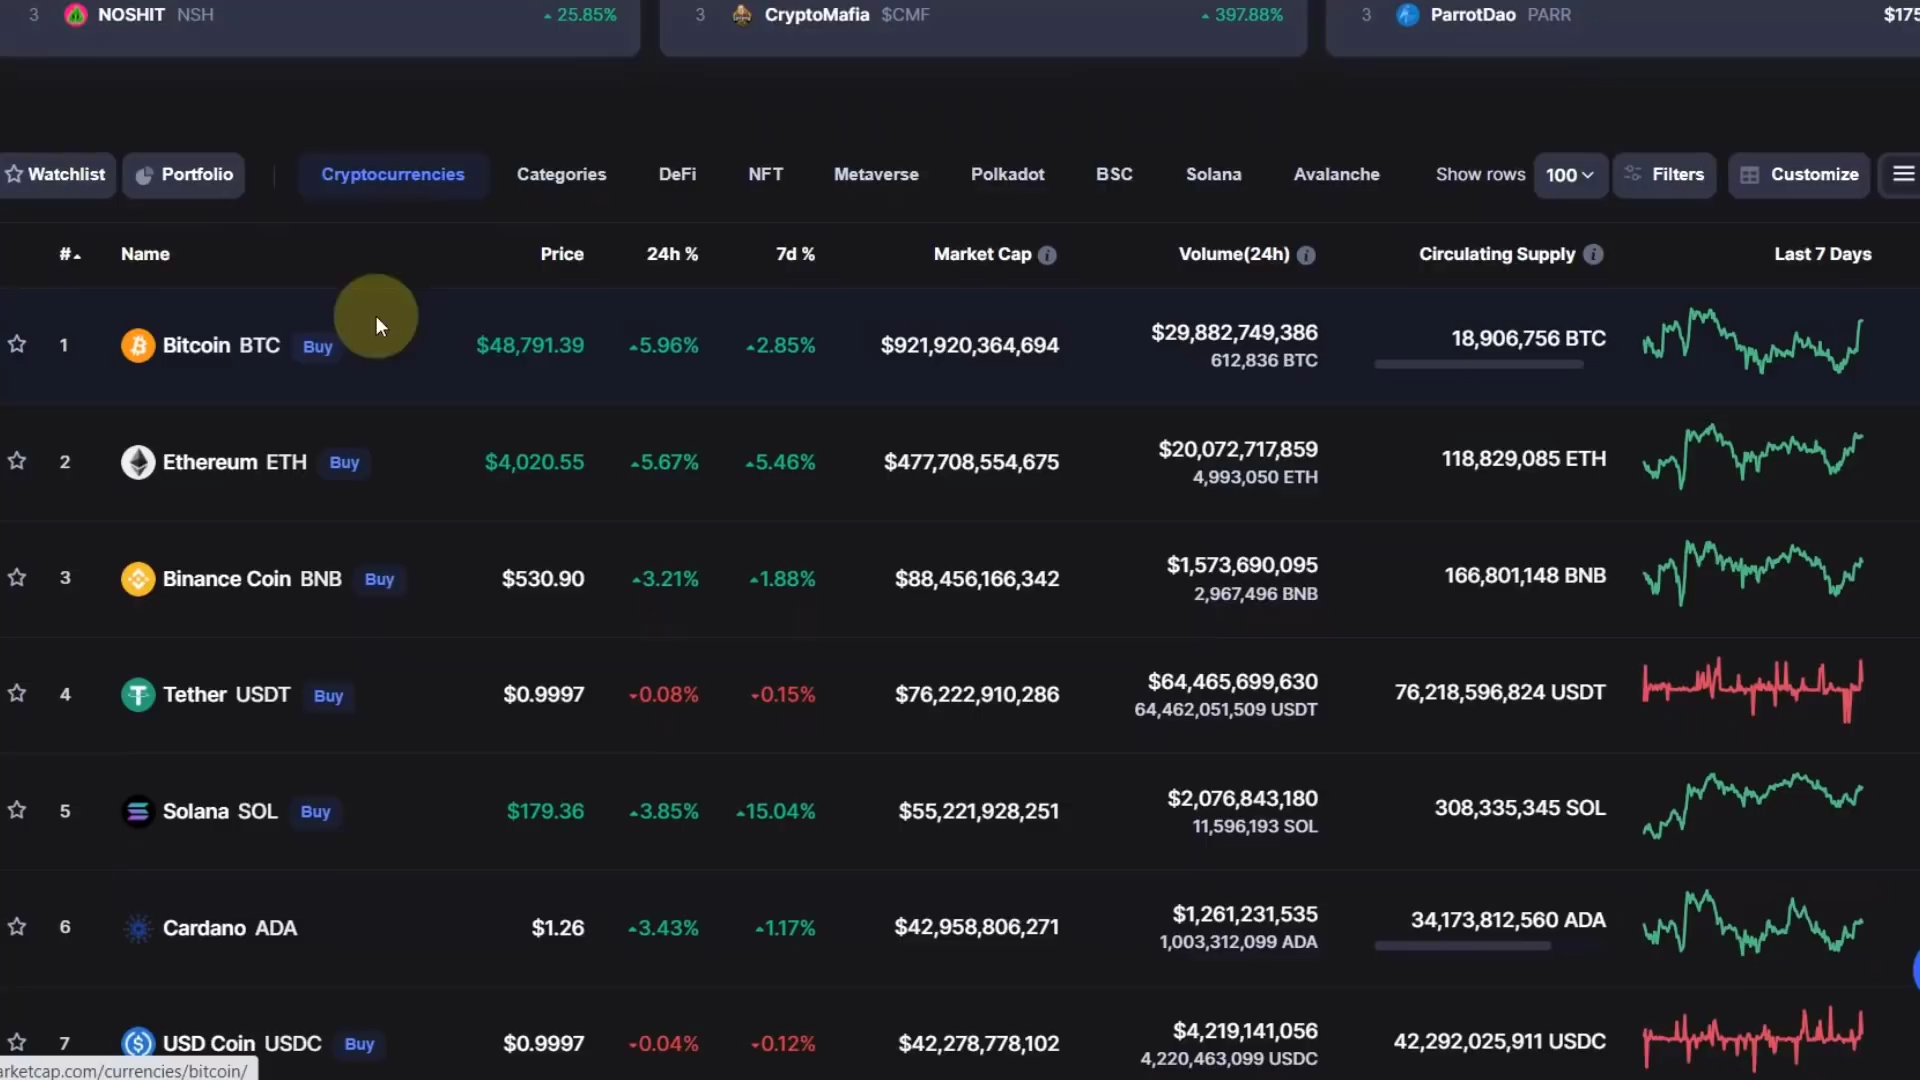 3 NOSHIT NSH 25.85% 3 CryptoMafia $CMF 397.88% 3 ParrotDao PARR $175
Watchlist Portfolio Cryptocurrencies Categories DeFi NFT Metaverse Polkadot BSC Solana Avalanche Show rows 100 Filters Customize
# Name Price 24h % 7d % Market Cap Volume(24h) Circulating Supply Last 7 Days
1 Bitcoin BTC Buy $48,791.39 5.96% 2.85% $921,920,364,694 $29,882,749,386 18,906,756 BTC
612,836 BTC
2 Ethereum ETH Buy $4,020.55 5.67% 5.46% $477,708,554,675 $20,072,717,859 118,829,085 ETH
4,993,050 ETH
3 Binance Coin BNB Buy $530.90 3.21% 1.88% $88,456,166,342 $1,573,690,095 166,801,148 BNB
2,967,496 BNB
4 Tether USDT Buy $0.9997 0.08% 0.15% $76,222,910,286 $64,465,699,630 76,218,596,824 USDT
64,462,051,509 USDT
5 Solana SOL Buy $179.36 3.85% 15.04% $55,221,928,251 $2,076,843,180 308,335,345 SOL
11,596,193 SOL
6 Cardano ADA $1.26 3.43% 1.17% $42,958,806,271 $1,261,231,535 34,173,812,560 ADA
1,003,312,099 ADA
7 USD Coin USDC Buy $0.9997 0.04% 0.12% $42,278,778,102 $4,219,141,056 42,292,025,911 USDC
4,220,463,099 USDC
arketcap.com/currencies/bitcoin/